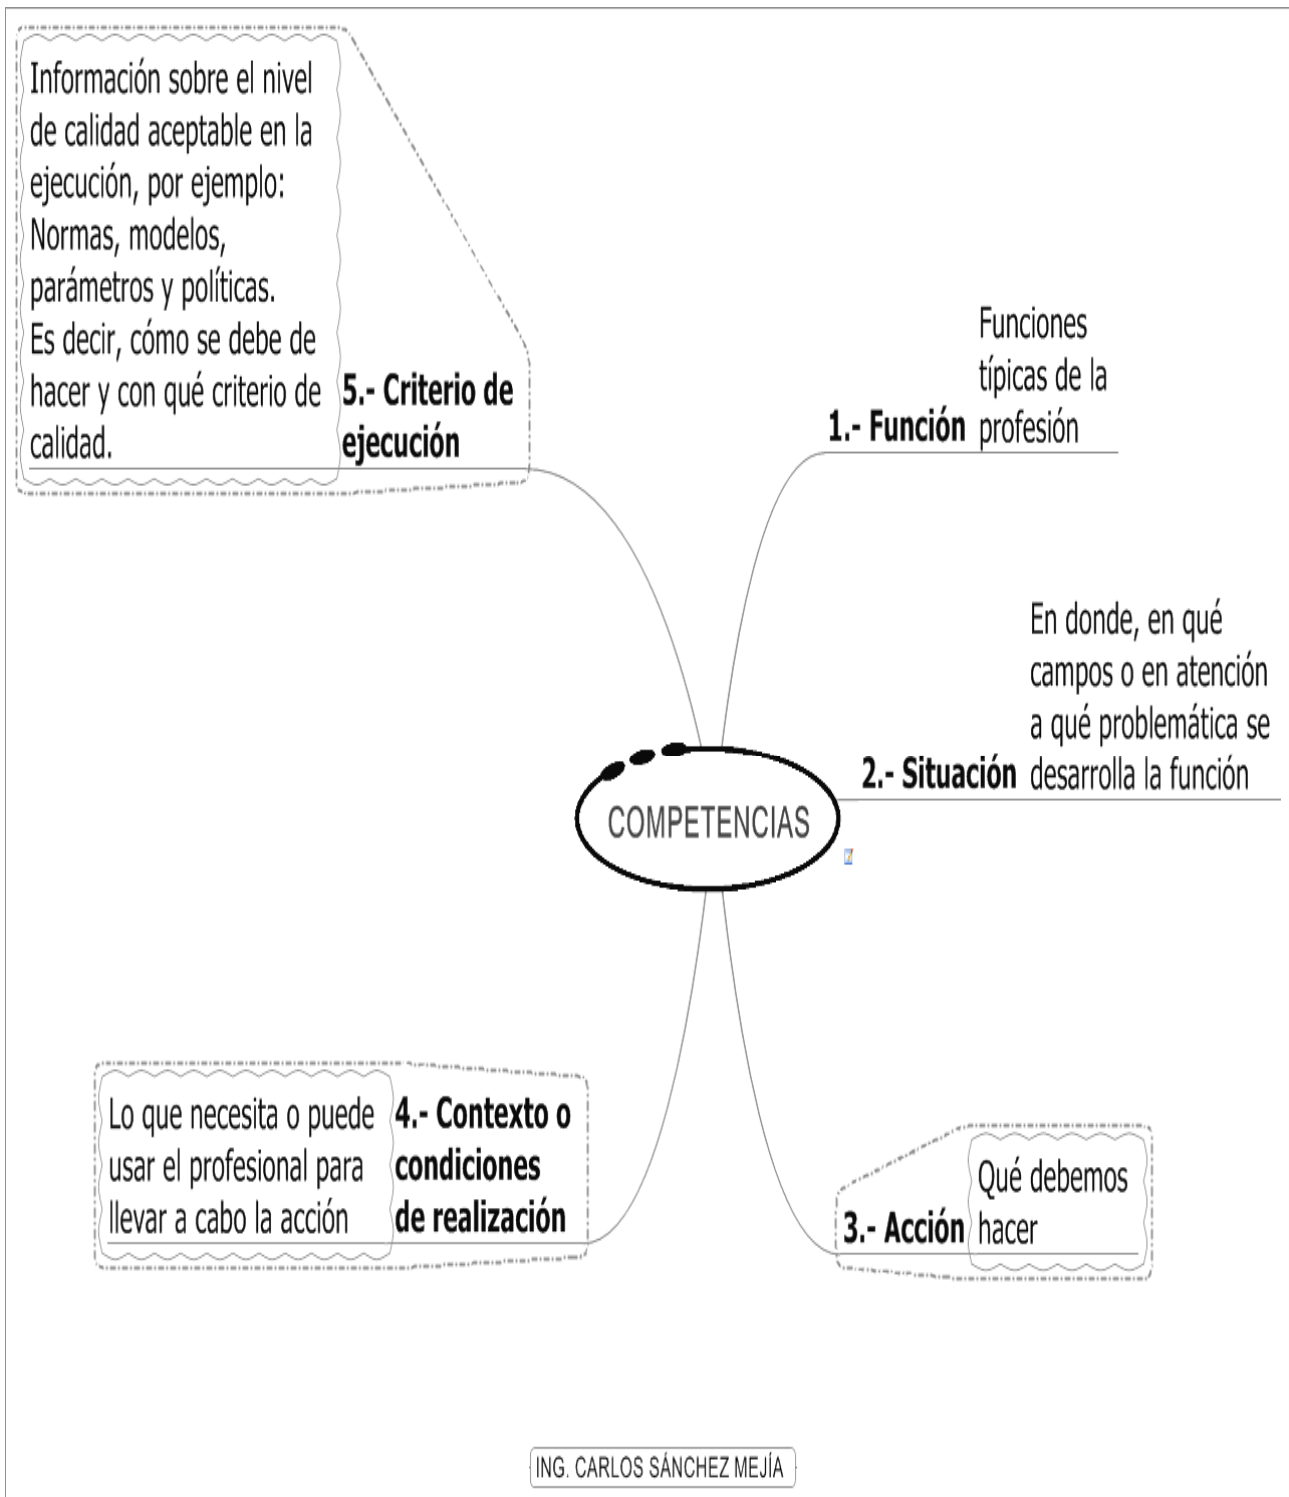 Información sobre el nivel
de calidad aceptable en la
ejecución, por ejemplo:
Normas, modelos,
parámetros y políticas.
Es decir, cómo se debe de
hacer y con qué criterio de
calidad.
5.- Criterio de
ejecución
1.- Función
Funciones
típicas de la
profesión
2.- Situación
En donde, en qué
campos o en atención
a qué problemática se
desarrolla la función
COMPETENCIAS
Lo que necesita o puede
usar el profesional para
llevar a cabo la acción
4.- Contexto o
condiciones
de realización
3.- Acción
Qué debemos
hacer
ING. CARLOS SÁNCHEZ MEJÍA